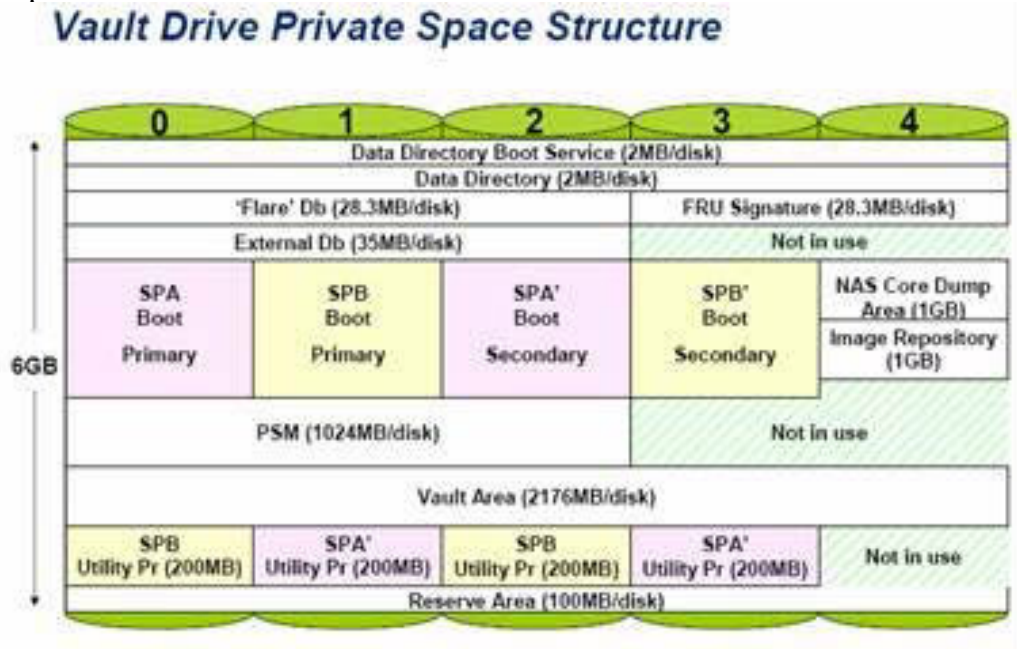 Vault Drive Private Space Structure
0 1 2 3 4
Data Directory Boot Service (2MB/disk)
Data Directory (2MB/disk)
'Flare' Db (28.3MB/disk)
FRU Signature (28.3MB/disk)
External Db (35MB/disk)
Not in use
SPA
Boot
Primary
SPB
Boot
Primary
SPA'
Boot
Secondary
SPB'
Boot
Secondary
NAS Core Dump
Area (1GB)
Image Repository
(1GB)
6GB
PSM (1024MB/disk)
Not in use
Vault Area (2176MB/disk)
SPB
Utility Pr (200MB)
SPA'
Utility Pr (200MB)
SPB
Utility Pr (200MB)
SPA'
Utility Pr (200MB)
Not in use
Reserve Area (100MB/disk)